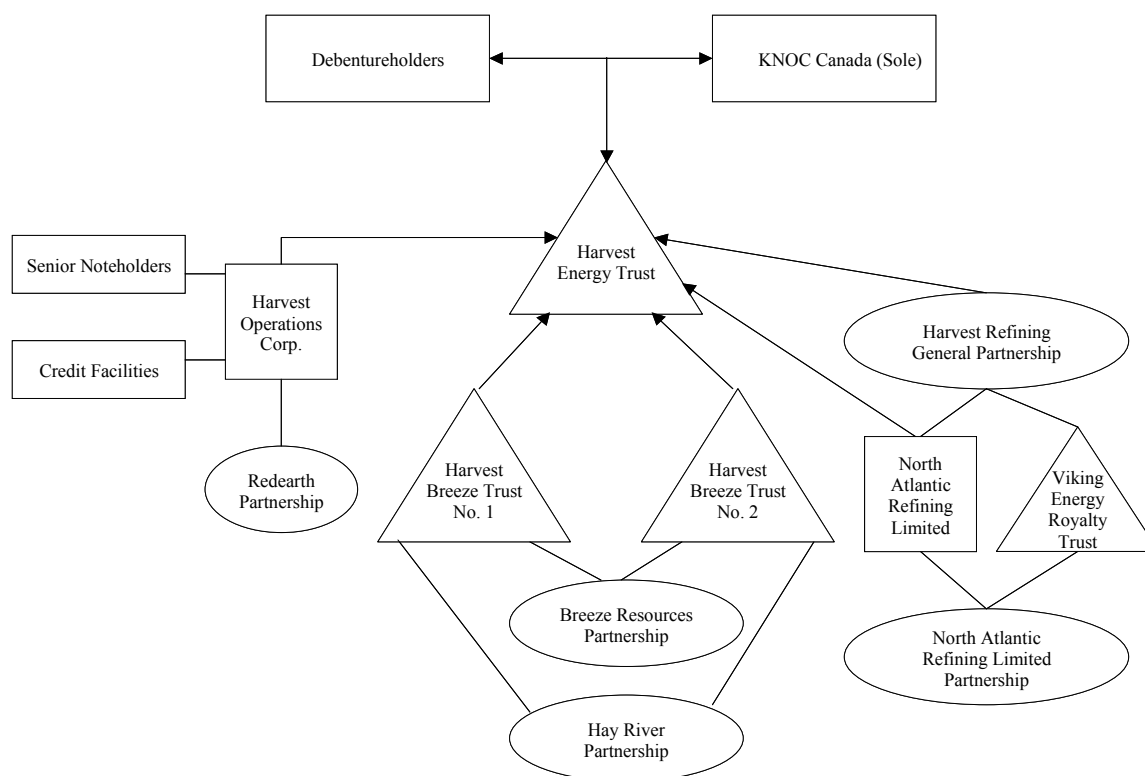 Debentureholders
KNOC Canada (Sole)
Harvest
Energy Trust
Senior Noteholders
Harvest
Operations
Corp.
Credit Facilities
Harvest Refining
General Partnership
Redearth
Partnership
Harvest
Breeze Trust
No. 1
Harvest
Breeze Trust
No. 2
North
Atlantic
Refining
Limited
Viking
Energy
Royalty
Trust
Breeze Resources
Partnership
North Atlantic
Refining Limited
Partnership
Hay River
Partnership